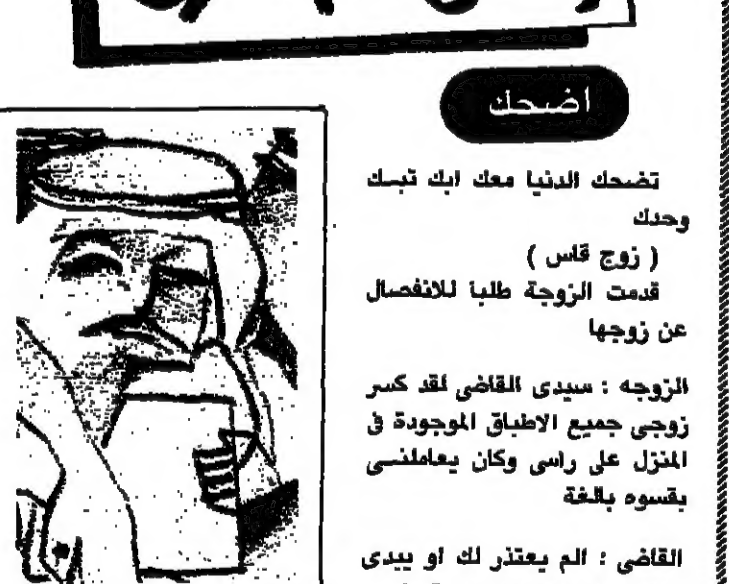 اضحك
تضحك الدنيا معك ابك تبك
وحدك
( زوج قاس )
قدمت الزوجة طلبا للانفصال
عن زوجها
الزوجه : سيدى القاضى لقد كسر
زوجى جميع الاطباق الموجودة فى
المنزل على راسى وكان يعاملنـى
بقسوه بالغة
القاضى : الم يعتذر لك او يبدى